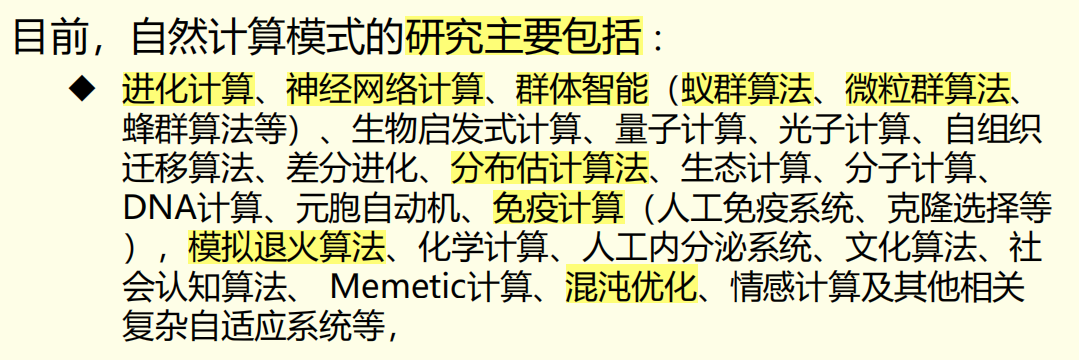 目前，自然计算模式的研究主要包括：
◆ 进化计算、神经网络计算、群体智能（蚁群算法、微粒群算法、
蜂群算法等）、生物启发式计算、量子计算、光子计算、自组织
迁移算法、差分进化、分布估计算法、生态计算、分子计算、
DNA计算、元胞自动机、免疫计算（人工免疫系统、克隆选择等
），模拟退火算法、化学计算、人工内分泌系统、文化算法、社
会认知算法、 Memetic计算、混沌优化、情感计算及其他相关
复杂自适应系统等，